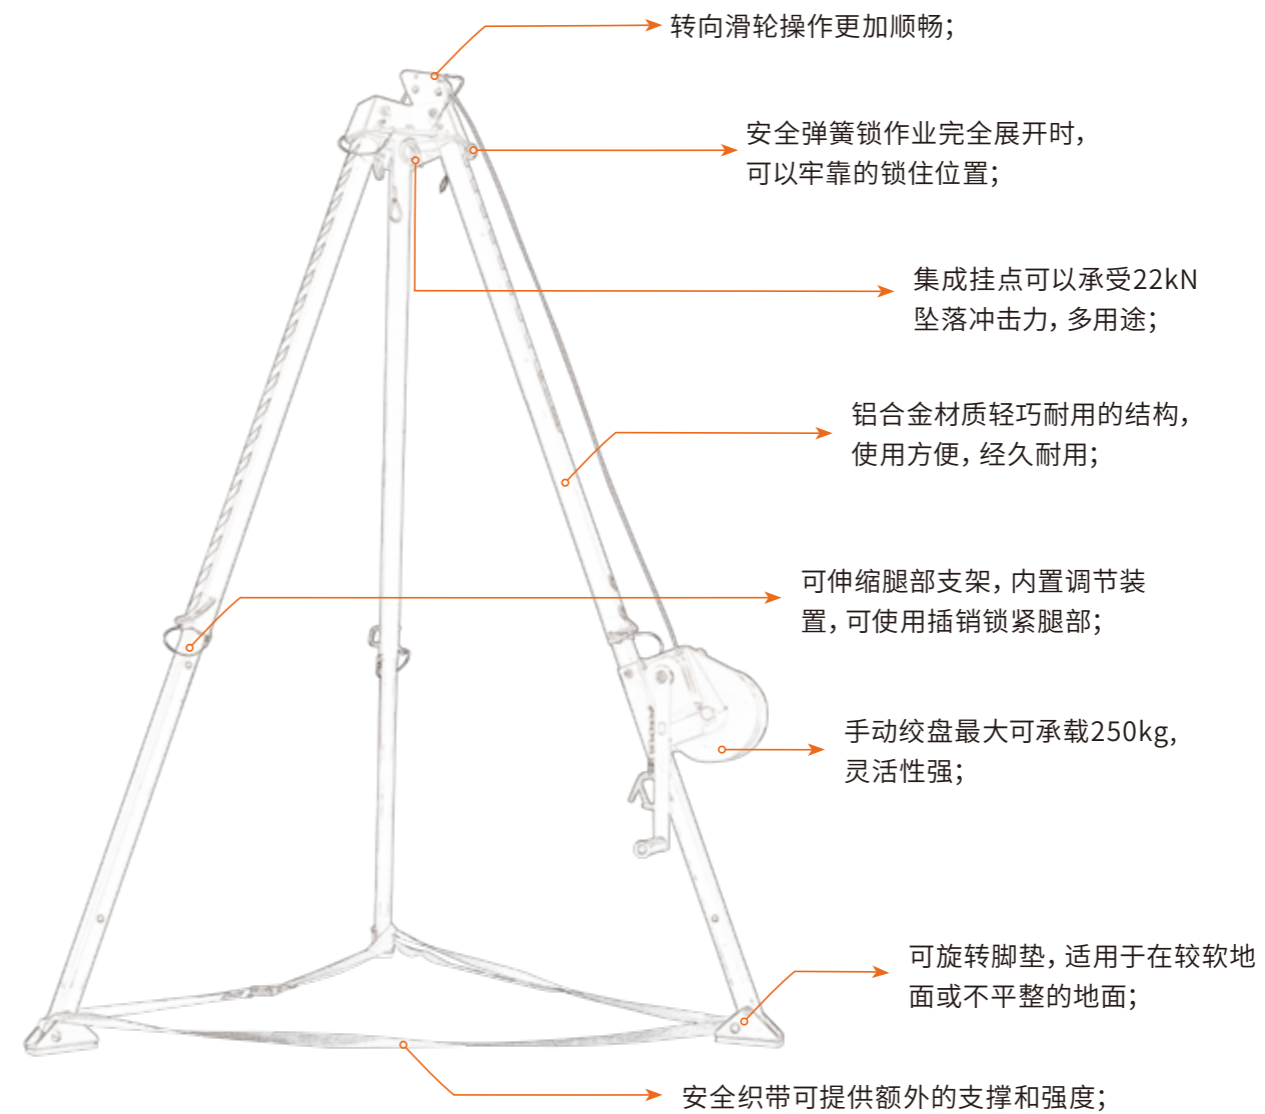 转向滑轮操作更加顺畅；
安全弹簧锁作业完全展开时，
可以牢靠的锁住位置；
集成挂点可以承受22kN
坠落冲击力，多用途；
铝合金材质轻巧耐用的结构，
使用方便，经久耐用；
可伸缩腿部支架，内置调节装
置，可使用插销锁紧腿部；
手动绞盘最大可承载250kg,
灵活性强；
可旋转脚垫，适用于在较软地
面或不平整的地面；
安全织带可提供额外的支撑和强度；